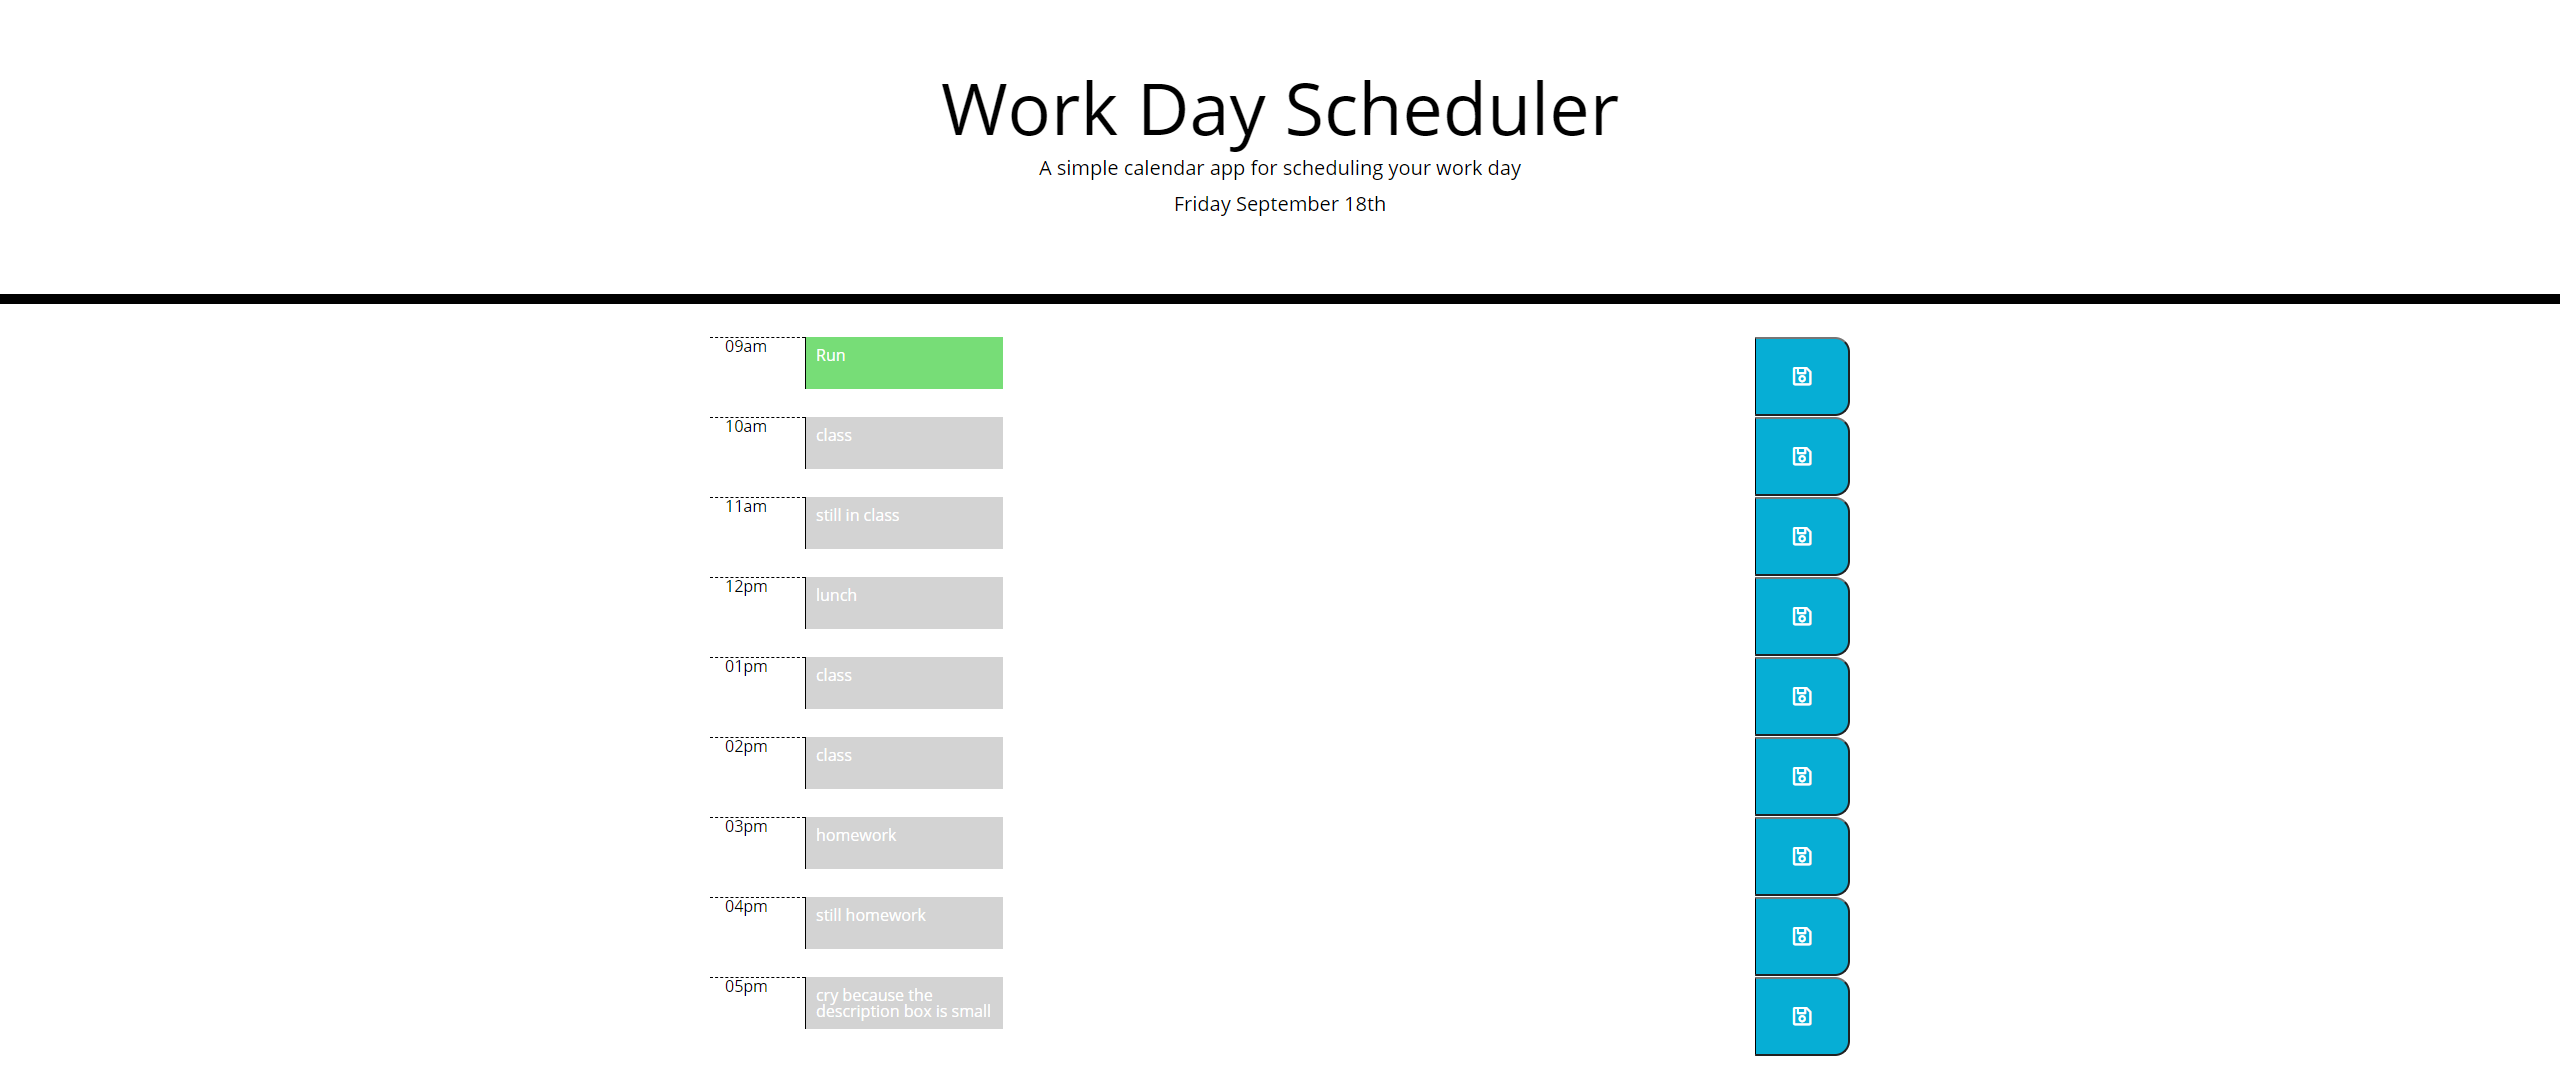 Work Day Scheduler
A simple calendar app for scheduling your work day
Friday September 18th
09am
Run
10am
class
11am
still in class
12pm
lunch
01pm
class
02pm
class
03pm
homework
04pm
still homework
05pm
cry because the
description box is small